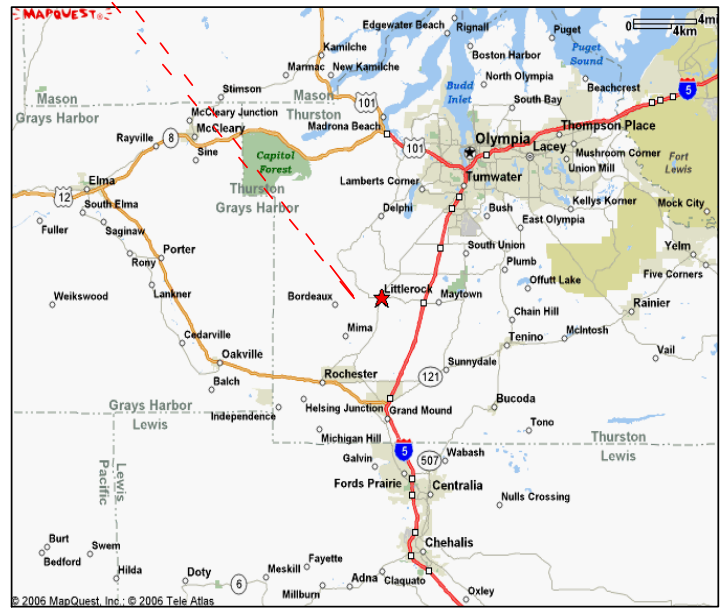 MAPQUEST®
0 4mi
4km
Edgewater Beach
Rignall
Puget
Kamilche
Boston Harbor
Puget
Sound
Marmac
New Kamilche
North Olympia
Beachcrest
5
Budd
Inlet
Stimson
Mason
Grays Harbor
Mason
Thurston
101
South Bay
McCleary Junction
McCleary
Madrona Beach
Thompson Place
Rayville
8
101
Olympia
Lacey
Mushroom Corner
Sine
Capitol
Forest
Union Mill
Fort
Lewis
Elma
Lamberts Corner
Tumwater
12
Thurston
Grays Harbor
Kellys Korner
Mock City
South Elma
Delphi
Bush
East Olympia
Fuller
Saginaw
Porter
South Union
Yelm
Rony
Plumb
Five Corners
Lankner
Littlerock
Offutt Lake
Weikswood
Bordeaux
Maytown
Rainier
Chain Hill
Mima
McIntosh
Cedarville
Tenino
Vail
Oakville
Sunnydale
Rochester
121
Balch
Bucoda
Grays Harbor
Lewis
Helsing Junction
Grand Mound
Independence
Tono
Michigan Hill
Thurston
Lewis
5
Galvin
507
Wabash
Lewis
Pacific
Fords Prairie
Centralia
Nulls Crossing
Burt
Chehalis
Swem
Bedford
Fayette
Hilda
Doty
Meskill
Adna
Claquato
6
Millburn
Oxley
© 2006 MapQuest, Inc.; © 2006 Tele Atlas